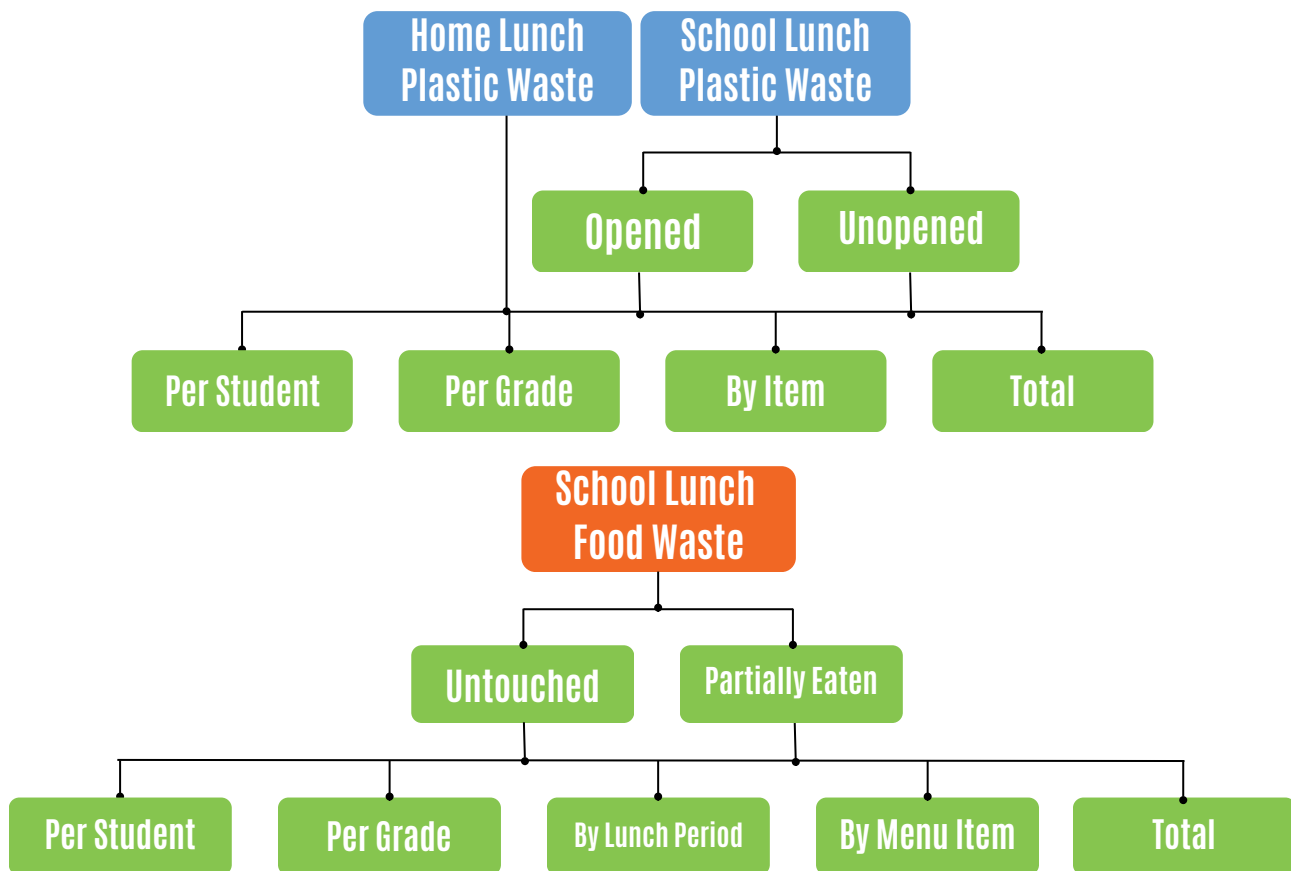 Home Lunch
Plastic Waste
School Lunch
Plastic Waste
Opened
Unopened
Per Student
Per Grade
By Item
Total
School Lunch
Food Waste
Untouched
Partially Eaten
Per Student
Per Grade
By Lunch Period
By Menu Item
Total